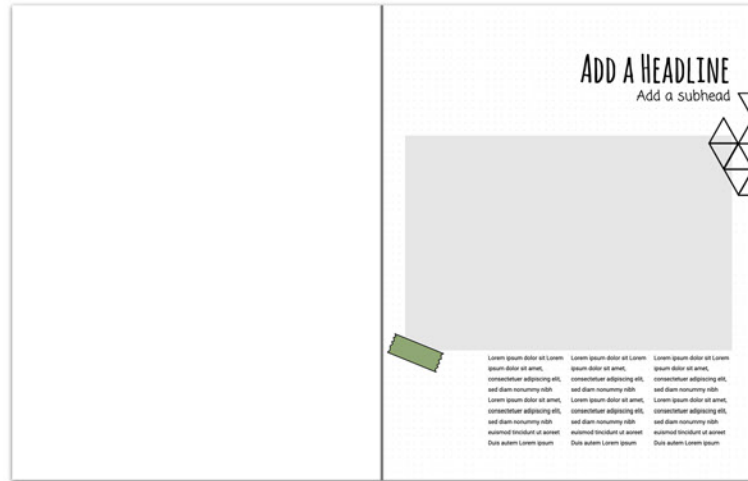 Add a Headline
Add a subhead
Lorem ipsum dolor sit Lorem
ipsum dolor sit amet,
consectetuer adipiscing elit,
sed diam nonummy nibh
Lorem ipsum dolor sit amet,
consectetuer adipiscing elit,
sed diam nonummy nibh
euismod tincidunt ut aoreet
Duis autem Lorem ipsum
Lorem ipsum dolor sit Lorem
ipsum dolor sit amet,
consectetuer adipiscing elit,
sed diam nonummy nibh
Lorem ipsum dolor sit amet,
consectetuer adipiscing elit,
sed diam nonummy nibh
euismod tincidunt ut aoreet
Duis autem Lorem ipsum
Lorem ipsum dolor sit Lorem
ipsum dolor sit amet,
consectetuer adipiscing elit,
sed diam nonummy nibh
Lorem ipsum dolor sit amet,
consectetuer adipiscing elit,
sed diam nonummy nibh
euismod tincidunt ut aoreet
Duis autem Lorem ipsum